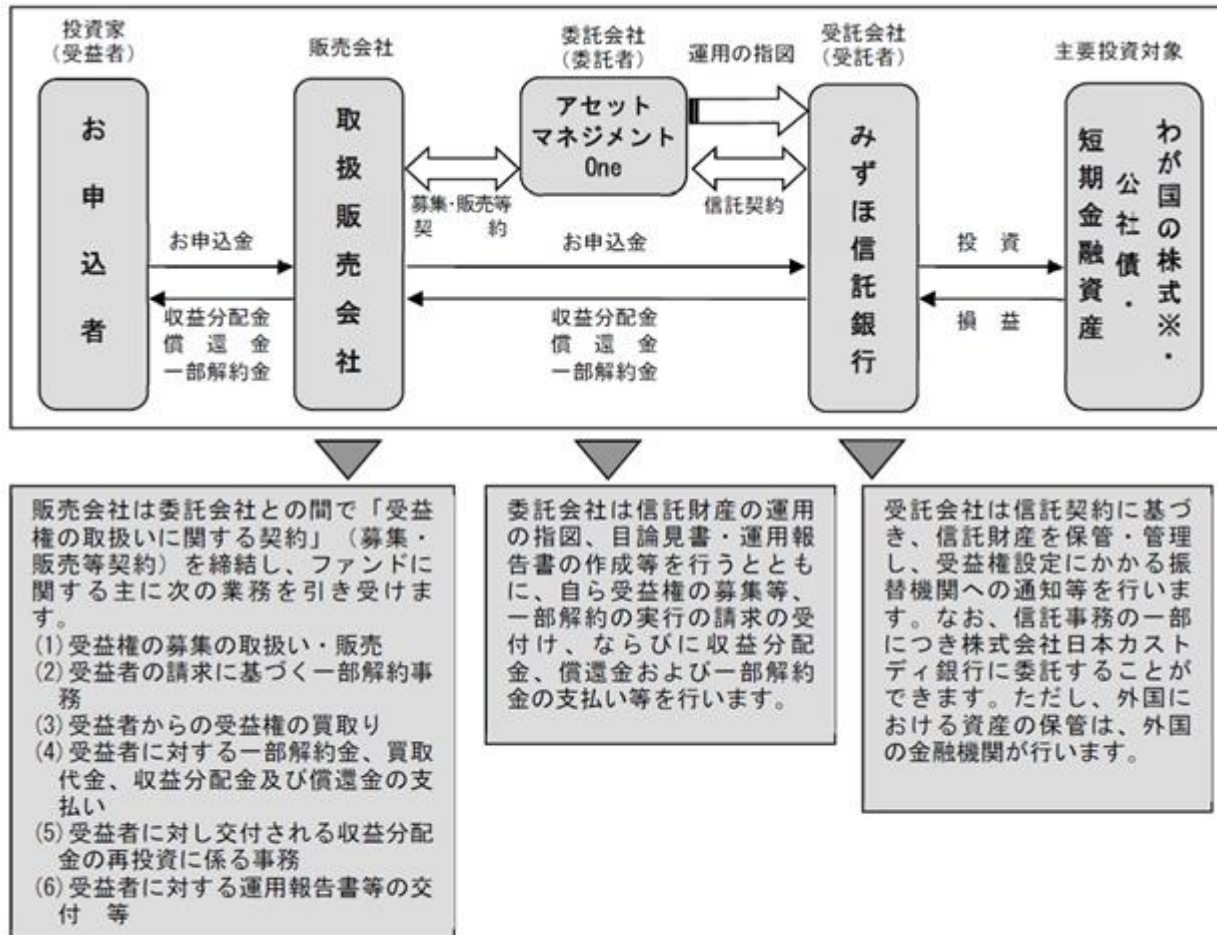 投資家
(受益者)
販売会社
委託会社
(委託者)
運用の指図
受託会社
(受託者)
主要投資対象
お申込者
取扱販売会社
アセット
マネジメント
One
みずほ信託銀行
わが国の株式※・
公社債・
短期金融資産
募集・販売等
契 約
信託契約
お申込金
お申込金
投 資
収益分配金
償 還 金
一部解約金
収益分配金
償 還 金
一部解約金
損 益
販売会社は委託会社との間で「受益
権の取扱いに関する契約」(募集・
販売等契約)を締結し、ファンドに
関する主に次の業務を引き受けま
す。
(1)受益権の募集の取扱い・販売
(2)受益者の請求に基づく一部解約事
務
(3)受益者からの受益権の買取り
(4)受益者に対する一部解約金、買取
代金、収益分配金及び償還金の支
払い
(5)受益者に対し交付される収益分配
金の再投資に係る事務
(6)受益者に対する運用報告書等の交
付 等
委託会社は信託財産の運用
の指図、目論見書・運用報
告書の作成等を行うととも
に、自ら受益権の募集等、
一部解約の実行の請求の受
付け、ならびに収益分配
金、償還金および一部解約
金の支払い等を行います。
受託会社は信託契約に基づ
き、信託財産を保管・管理
し、受益権設定にかかる振
替機関への通知等を行いま
す。なお、信託事務の一部
につき株式会社日本カスト
ディ銀行に委託することが
できます。ただし、外国に
おける資産の保管は、外国
の金融機関が行います。